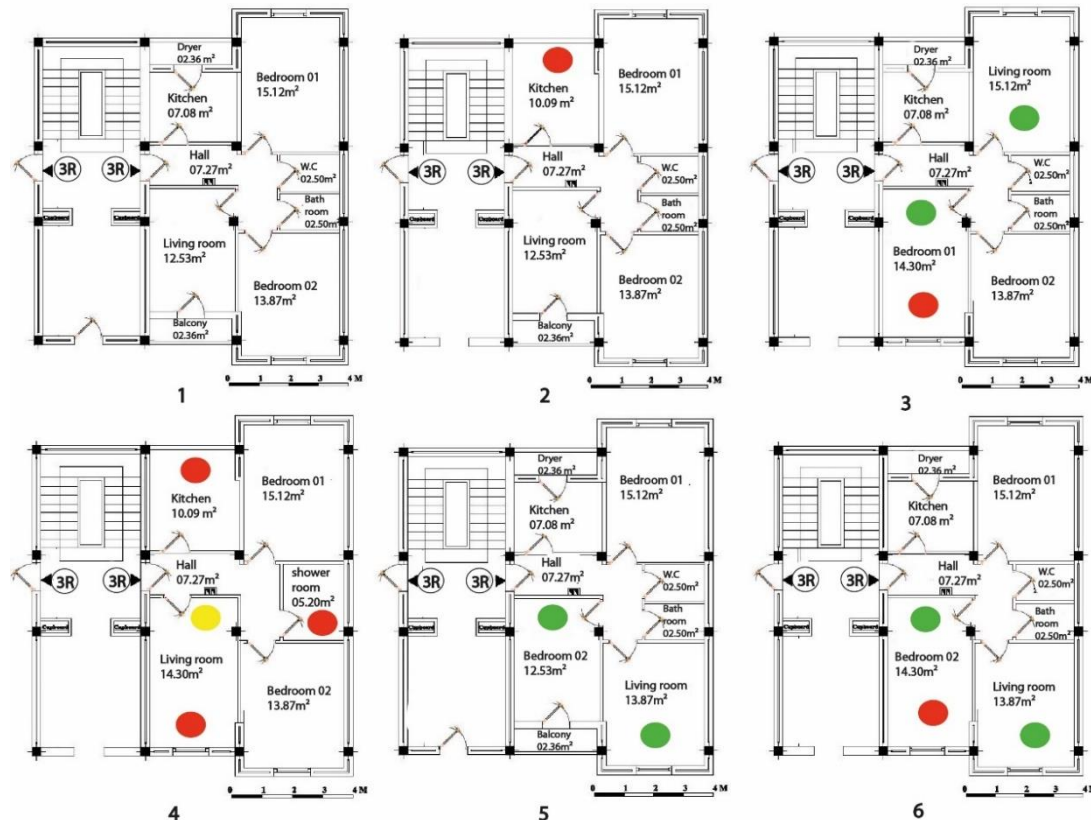 Dryer
02.36 m²
Kitchen
07.08 m²
Bedroom 01
15.12m²
3R
3R
Hall
07.27m²
W.C
02.50m²
Bath
room
02.50m²
Cupboard
Cupboard
Living room
12.53m²
Bedroom 02
13.87m²
Balcony
02.36m²
0 1 2 3 4 M
1
Kitchen
10.09 m²
Bedroom 01
15.12m²
3R
3R
Hall
07.27m²
W.C
02.50m²
Bath
room
02.50m²
Cupboard
Cupboard
Living room
12.53m²
Bedroom 02
13.87m²
Balcony
02.36m²
0 1 2 3 4 M
2
Dryer
02.36 m²
Kitchen
07.08 m²
Living room
15.12m²
3R
3R
Hall
07.27m²
W.C
02.50m²
Bath
room
02.50m²
Cupboard
Cupboard
Bedroom 01
14.30m²
Bedroom 02
13.87m²
0 1 2 3 4 M
3
Kitchen
10.09 m²
Bedroom 01
15.12m²
3R
3R
Hall
07.27m²
shower
room
05.20m²
Cupboard
Cupboard
Living room
14.30m²
Bedroom 02
13.87m²
0 1 2 3 4 M
4
Dryer
02.36 m²
Kitchen
07.08 m²
Bedroom 01
15.12m²
3R
3R
Hall
07.27m²
W.C
02.50m²
Bath
room
02.50m²
Cupboard
Cupboard
Bedroom 02
12.53m²
Living room
13.87m²
Balcony
02.36m²
0 1 2 3 4 M
5
Dryer
02.36 m²
Kitchen
07.08 m²
Bedroom 01
15.12m²
3R
3R
Hall
07.27m²
W.C
02.50m²
Bath
room
02.50m²
Cupboard
Cupboard
Bedroom 02
14.30m²
Living room
13.87m²
0 1 2 3 4 M
6